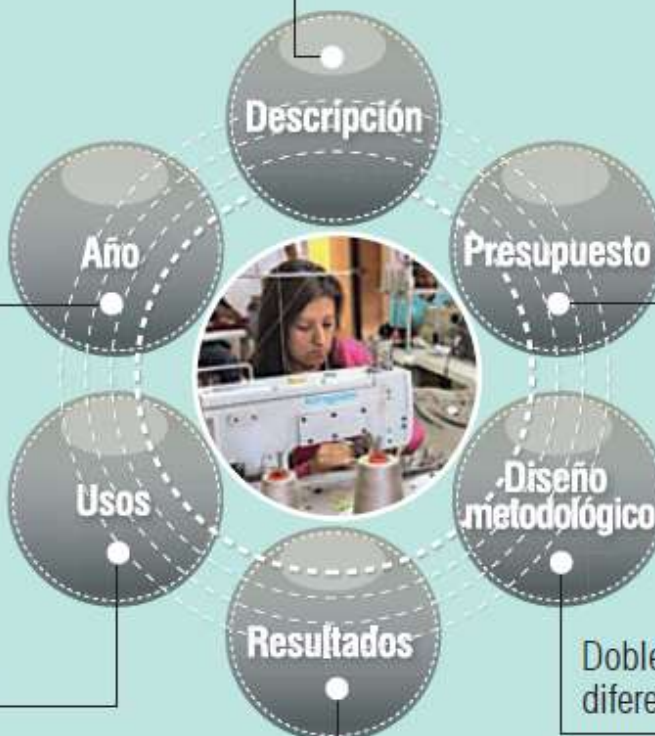 Descripción
Año
Presupuesto
Usos
Diseño
metodológico
Resultados
Doble
difere